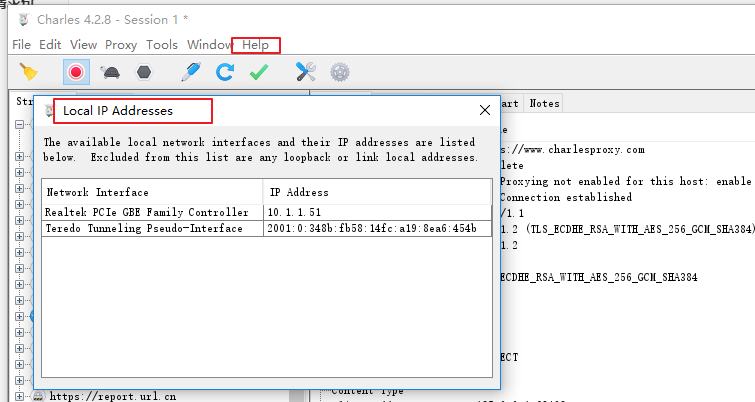 Charles 4.2.8 - Session 1 *
File Edit View Proxy Tools Window Help
Local IP Addresses
art Notes
The available local network interfaces and their IP addresses are listed
below. Excluded from this list are any loopback or link local addresses.
s://www.charlesproxy.com
lete
Proxying not enabled for this host: enable
Connection established
Network Interface IP Address
/1.1
Realtek PCIe GBE Family Controller 10.1.1.51
Teredo Tunneling Pseudo-Interface 2001:0:348b:fb58:14fc:a19:8ea6:454b
1.2 (TLS_ECDHE_RSA_WITH_AES_256_GCM_SHA384)
1.2
ECDHE_RSA_WITH_AES_256_GCM_SHA384
ECT
Content Type
https://report.url.cn